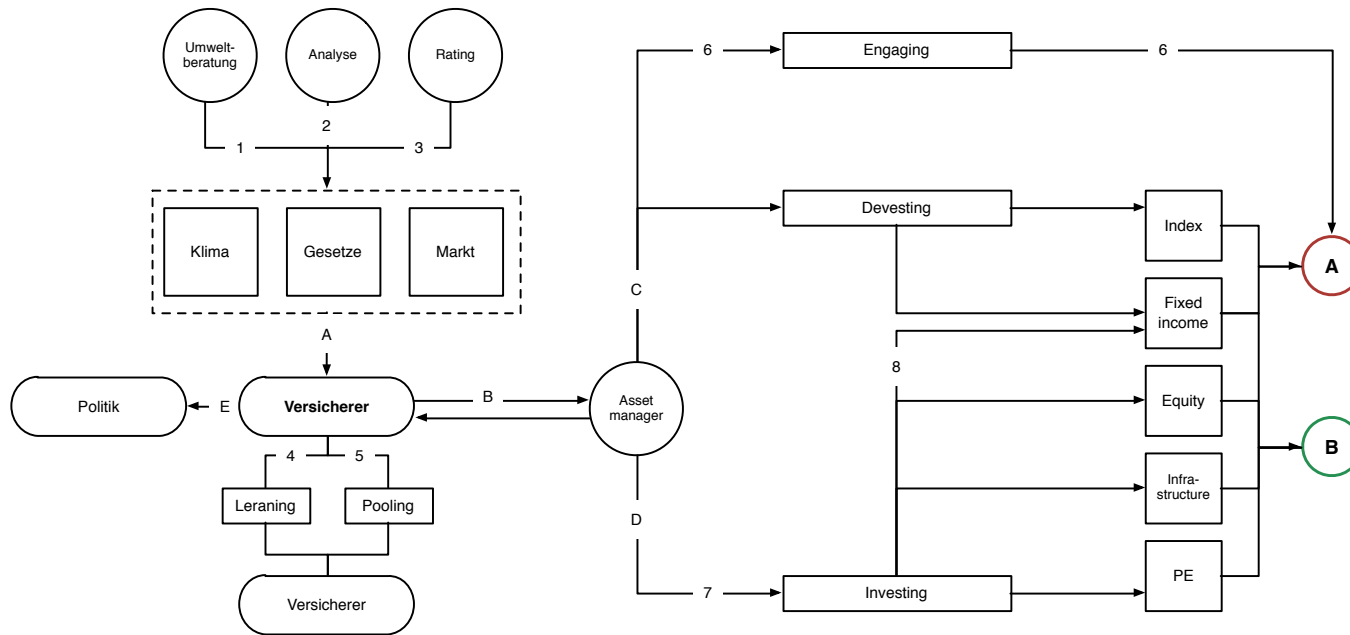 Umwelt-
beratung
Analyse
Rating
1
2
3
Klima
Gesetze
Markt
A
Politik
E
Versicherer
B
Asset
manager
4
5
Leraning
Pooling
Versicherer
C
D
6
Engaging
6
Devesting
Index
Fixed
income
8
Equity
Infra-
structure
7
Investing
PE
A
B